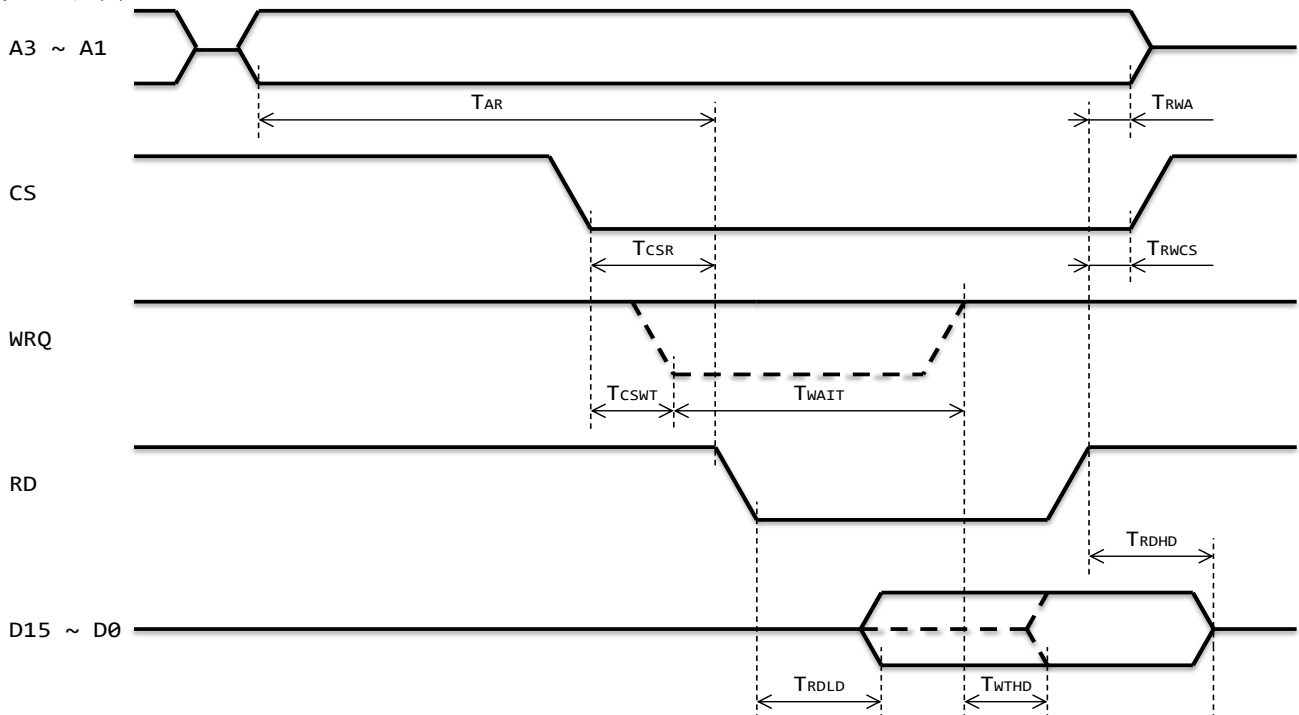 A3 ~ A1
TAR
TRWA
CS
TCSR
TRWCS
WRQ
TCSWT
TWAIT
RD
TRDHD
D15 ~ D0
TRDLD
TWTHD